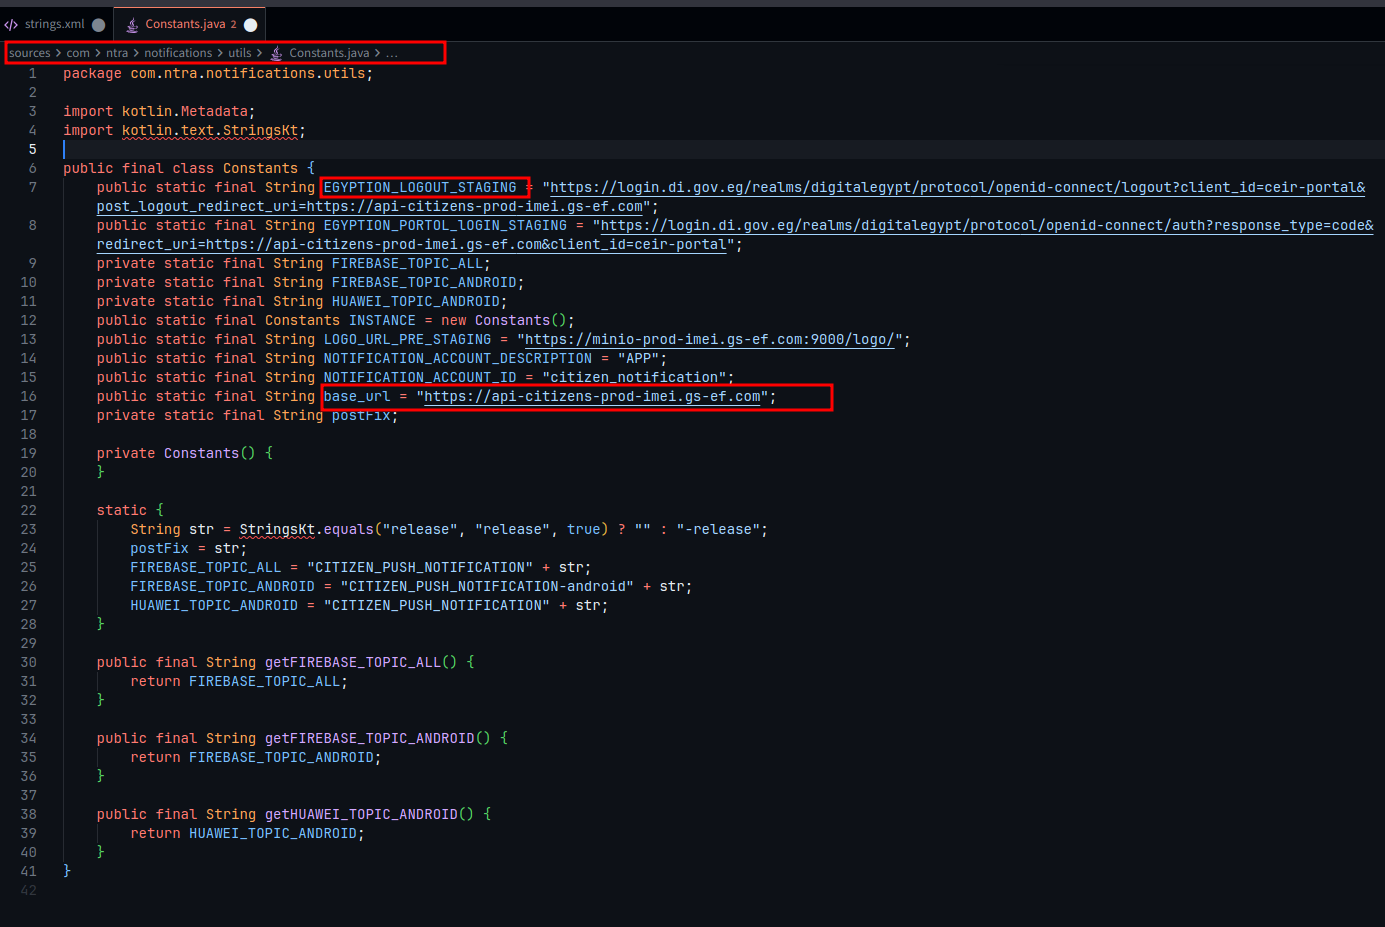 strings.xml
Constants.java 2
sources > com > ntra > notifications > utils > Constants.java > ...
1 package com.ntra.notifications.utils;
2
3 import kotlin.Metadata;
4 import kotlin.text.StringsKt;
5
6 public final class Constants {
7 public static final String EGYPTION_LOGOUT_STAGING = "https://login.di.gov.eg/realms/digitalegypt/protocol/openid-connect/logout?client_id=ceir-portal&
post_logout_redirect_uri=https://api-citizens-prod-imei.gs-ef.com";
8 public static final String EGYPTION_PORTOL_LOGIN_STAGING = "https://login.di.gov.eg/realms/digitalegypt/protocol/openid-connect/auth?response_type=code&
redirect_uri=https://api-citizens-prod-imei.gs-ef.com&client_id=ceir-portal";
9 private static final String FIREBASE_TOPIC_ALL;
10 private static final String FIREBASE_TOPIC_ANDROID;
11 private static final String HUAWEI_TOPIC_ANDROID;
12 public static final Constants INSTANCE = new Constants();
13 public static final String LOGO_URL_PRE_STAGING = "https://minio-prod-imei.gs-ef.com:9000/logo/";
14 public static final String NOTIFICATION_ACCOUNT_DESCRIPTION = "APP";
15 public static final String NOTIFICATION_ACCOUNT_ID = "citizen_notification";
16 public static final String base_url = "https://api-citizens-prod-imei.gs-ef.com";
17 private static final String postFix;
18
19 private Constants() {
20 }
21
22 static {
23 String str = StringsKt.equals("release", "release", true) ? "" : "-release";
24 postFix = str;
25 FIREBASE_TOPIC_ALL = "CITIZEN_PUSH_NOTIFICATION" + str;
26 FIREBASE_TOPIC_ANDROID = "CITIZEN_PUSH_NOTIFICATION-android" + str;
27 HUAWEI_TOPIC_ANDROID = "CITIZEN_PUSH_NOTIFICATION" + str;
28 }
29
30 public final String getFIREBASE_TOPIC_ALL() {
31 return FIREBASE_TOPIC_ALL;
32 }
33
34 public final String getFIREBASE_TOPIC_ANDROID() {
35 return FIREBASE_TOPIC_ANDROID;
36 }
37
38 public final String getHUAWEI_TOPIC_ANDROID() {
39 return HUAWEI_TOPIC_ANDROID;
40 }
41 }
42